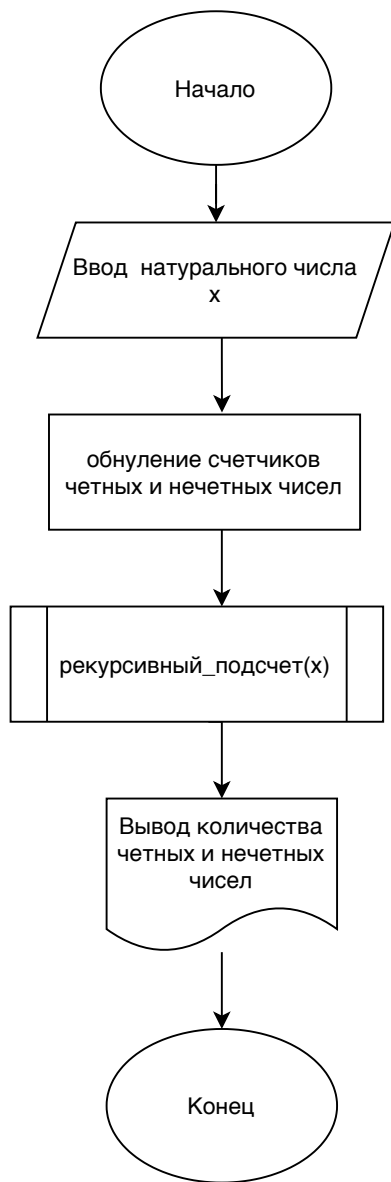 Начало
Ввод натурального числа
x
обнуление счетчиков
четных и нечетных чисел
рекурсивный_подсчет(x)
Вывод количества
четных и нечетных
чисел
Конец